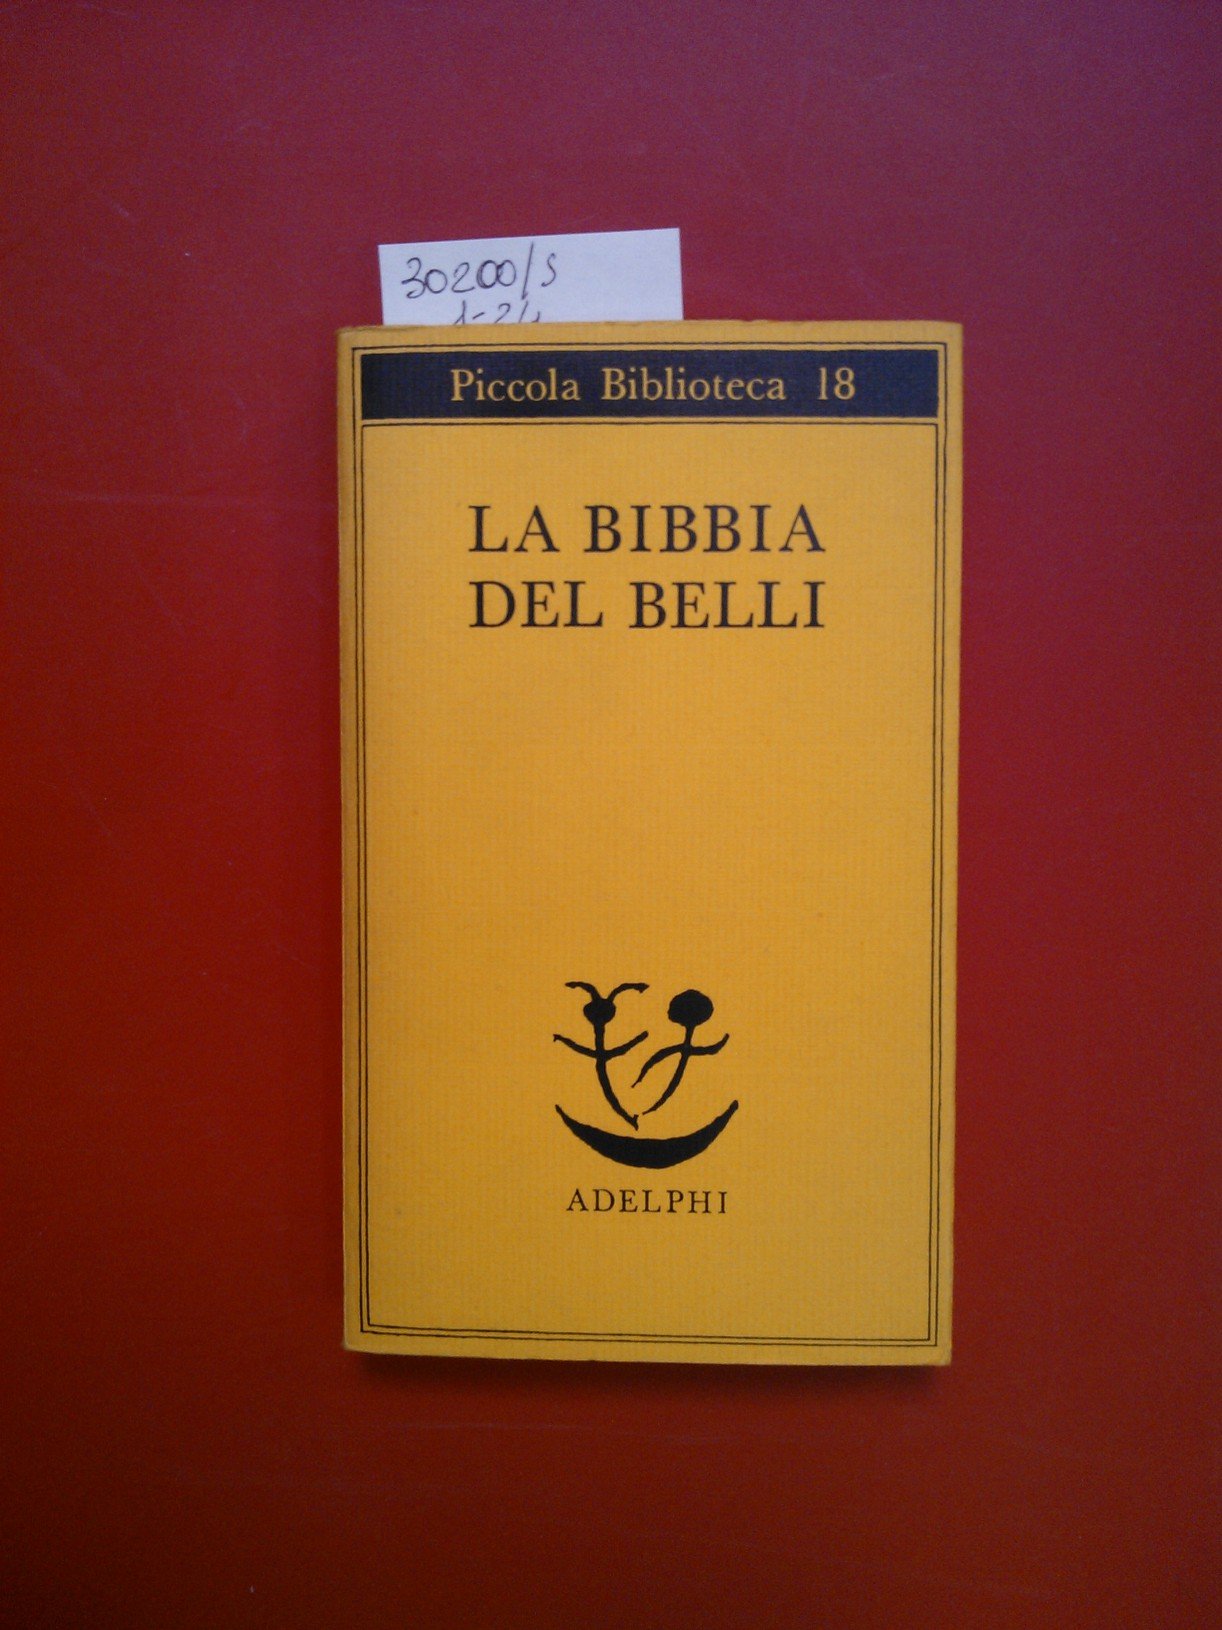 30200/s
Piccola Biblioteca 18
LA BIBBIA
DEL BELLI
ADELPHI